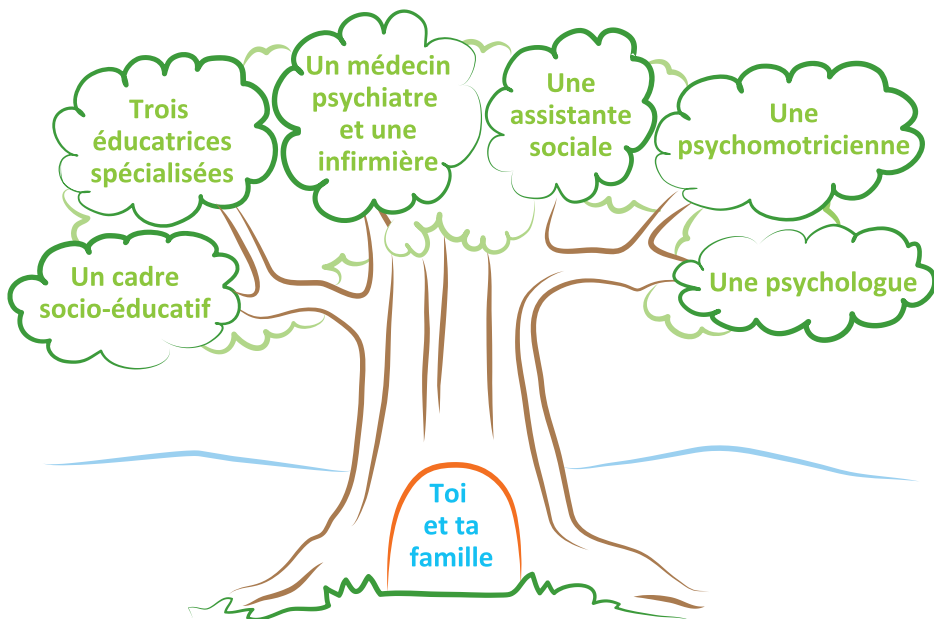 Un médecin
psychiatre
et une
infirmière
Trois
éducatrices
spécialisées
Une
assistante
sociale
Une
psychomotricienne
Un cadre
socio-éducatif
Une psychologue
Toi
et ta
famille